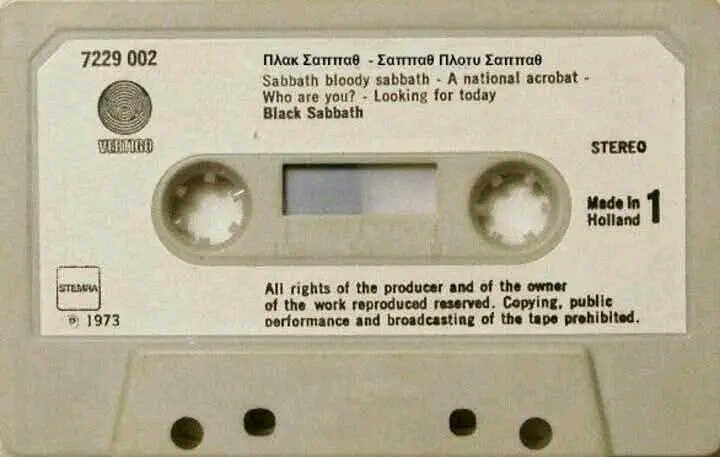 7229 002
Πλακ Σαππαθ - Σαππαθ Πλοτυ Σαππαθ
Sabbath bloody sabbath - A national acrobat -
Who are you? - Looking for today
Black Sabbath
VERTIGO
STEREO
Made in 1
Holland
STEMRA
All rights of the producer and of the owner
of the work reproduced reserved. Copying, public
performance and broadcasting of the tape prohibited.
℗ 1973